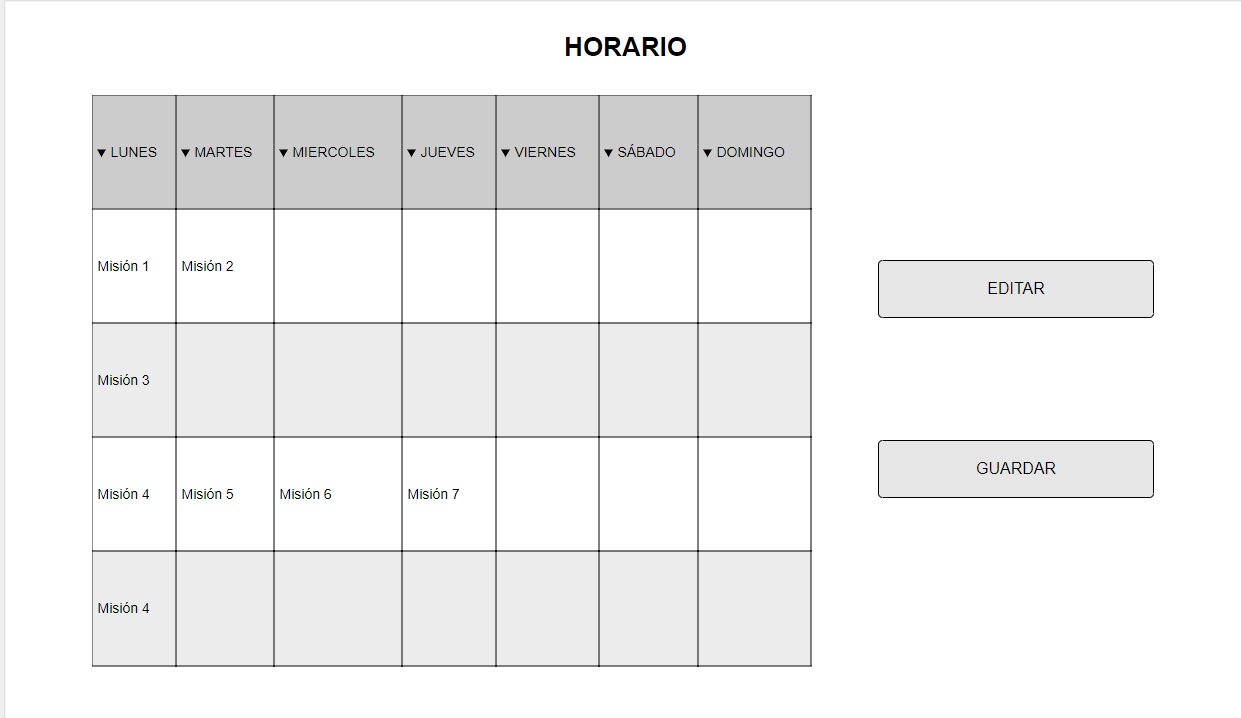 HORARIO
▼ LUNES ▼ MARTES ▼ MIERCOLES ▼ JUEVES ▼ VIERNES ▼ SÁBADO ▼ DOMINGO
Misión 1 Misión 2
EDITAR
Misión 3
GUARDAR
Misión 4 Misión 5 Misión 6 Misión 7
Misión 4